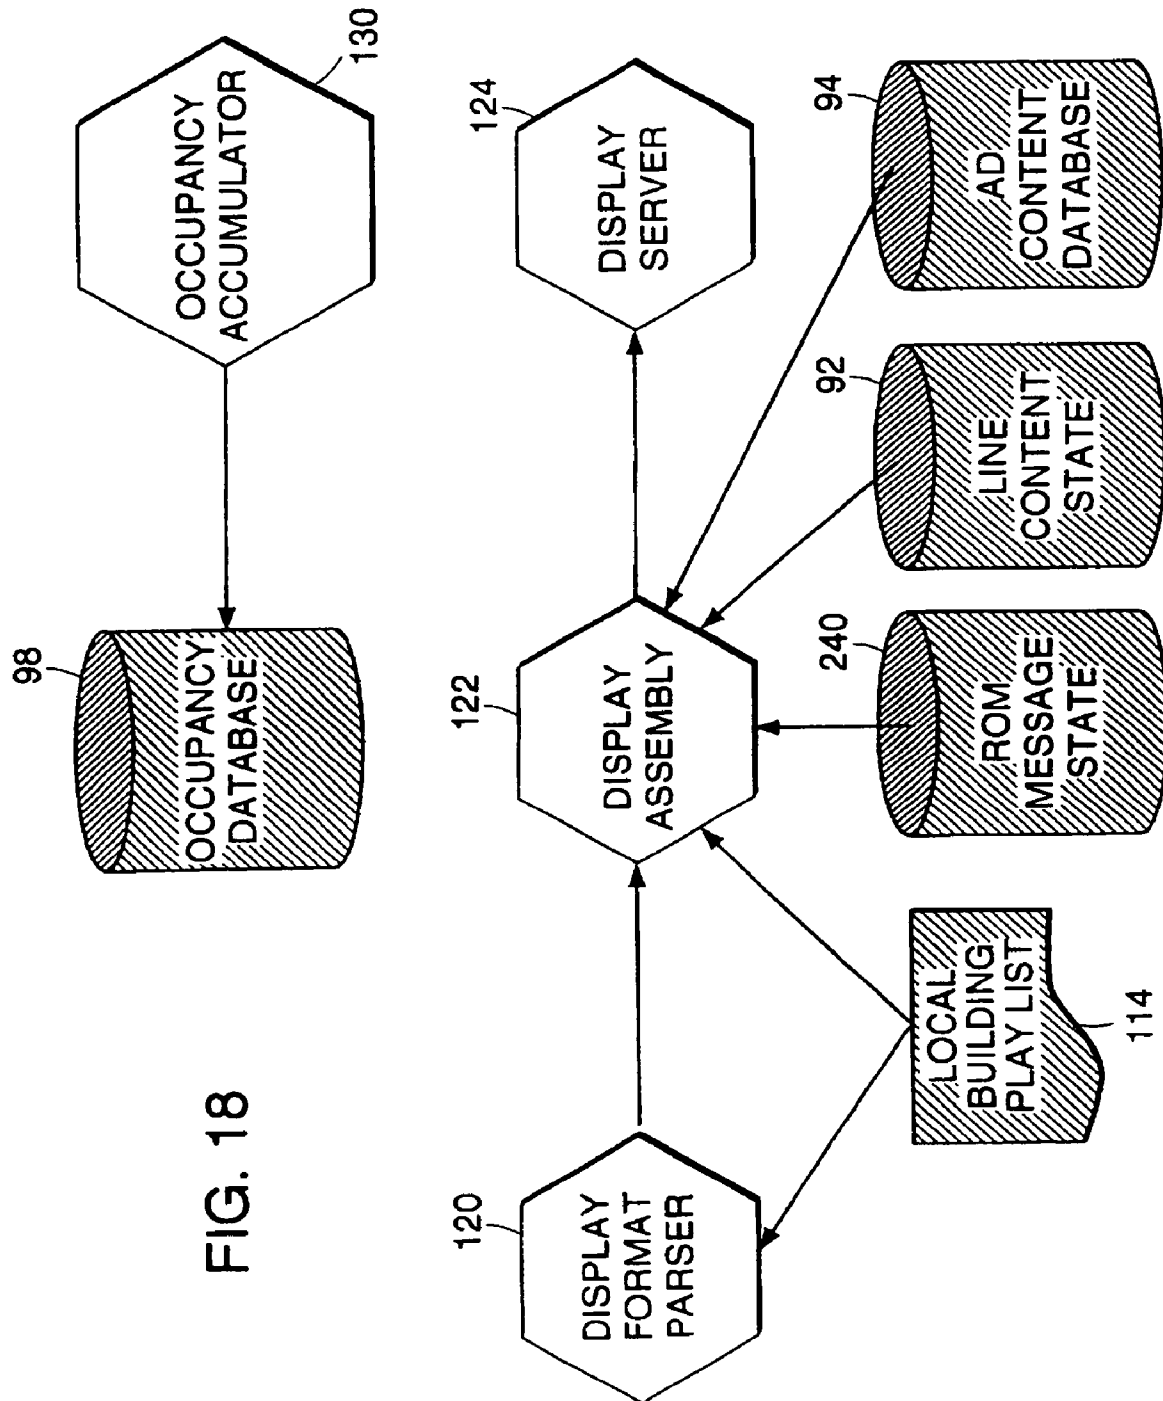 FIG. 18
98
OCCUPANCY
DATABASE
OCCUPANCY
ACCUMULATOR
130
120
DISPLAY
FORMAT
PARSER
122
DISPLAY
ASSEMBLY
124
DISPLAY
SERVER
LOCAL
BUILDING
PLAY LIST
114
240
ROM
MESSAGE
STATE
92
LINE
CONTENT
STATE
94
AD
CONTENT
DATABASE